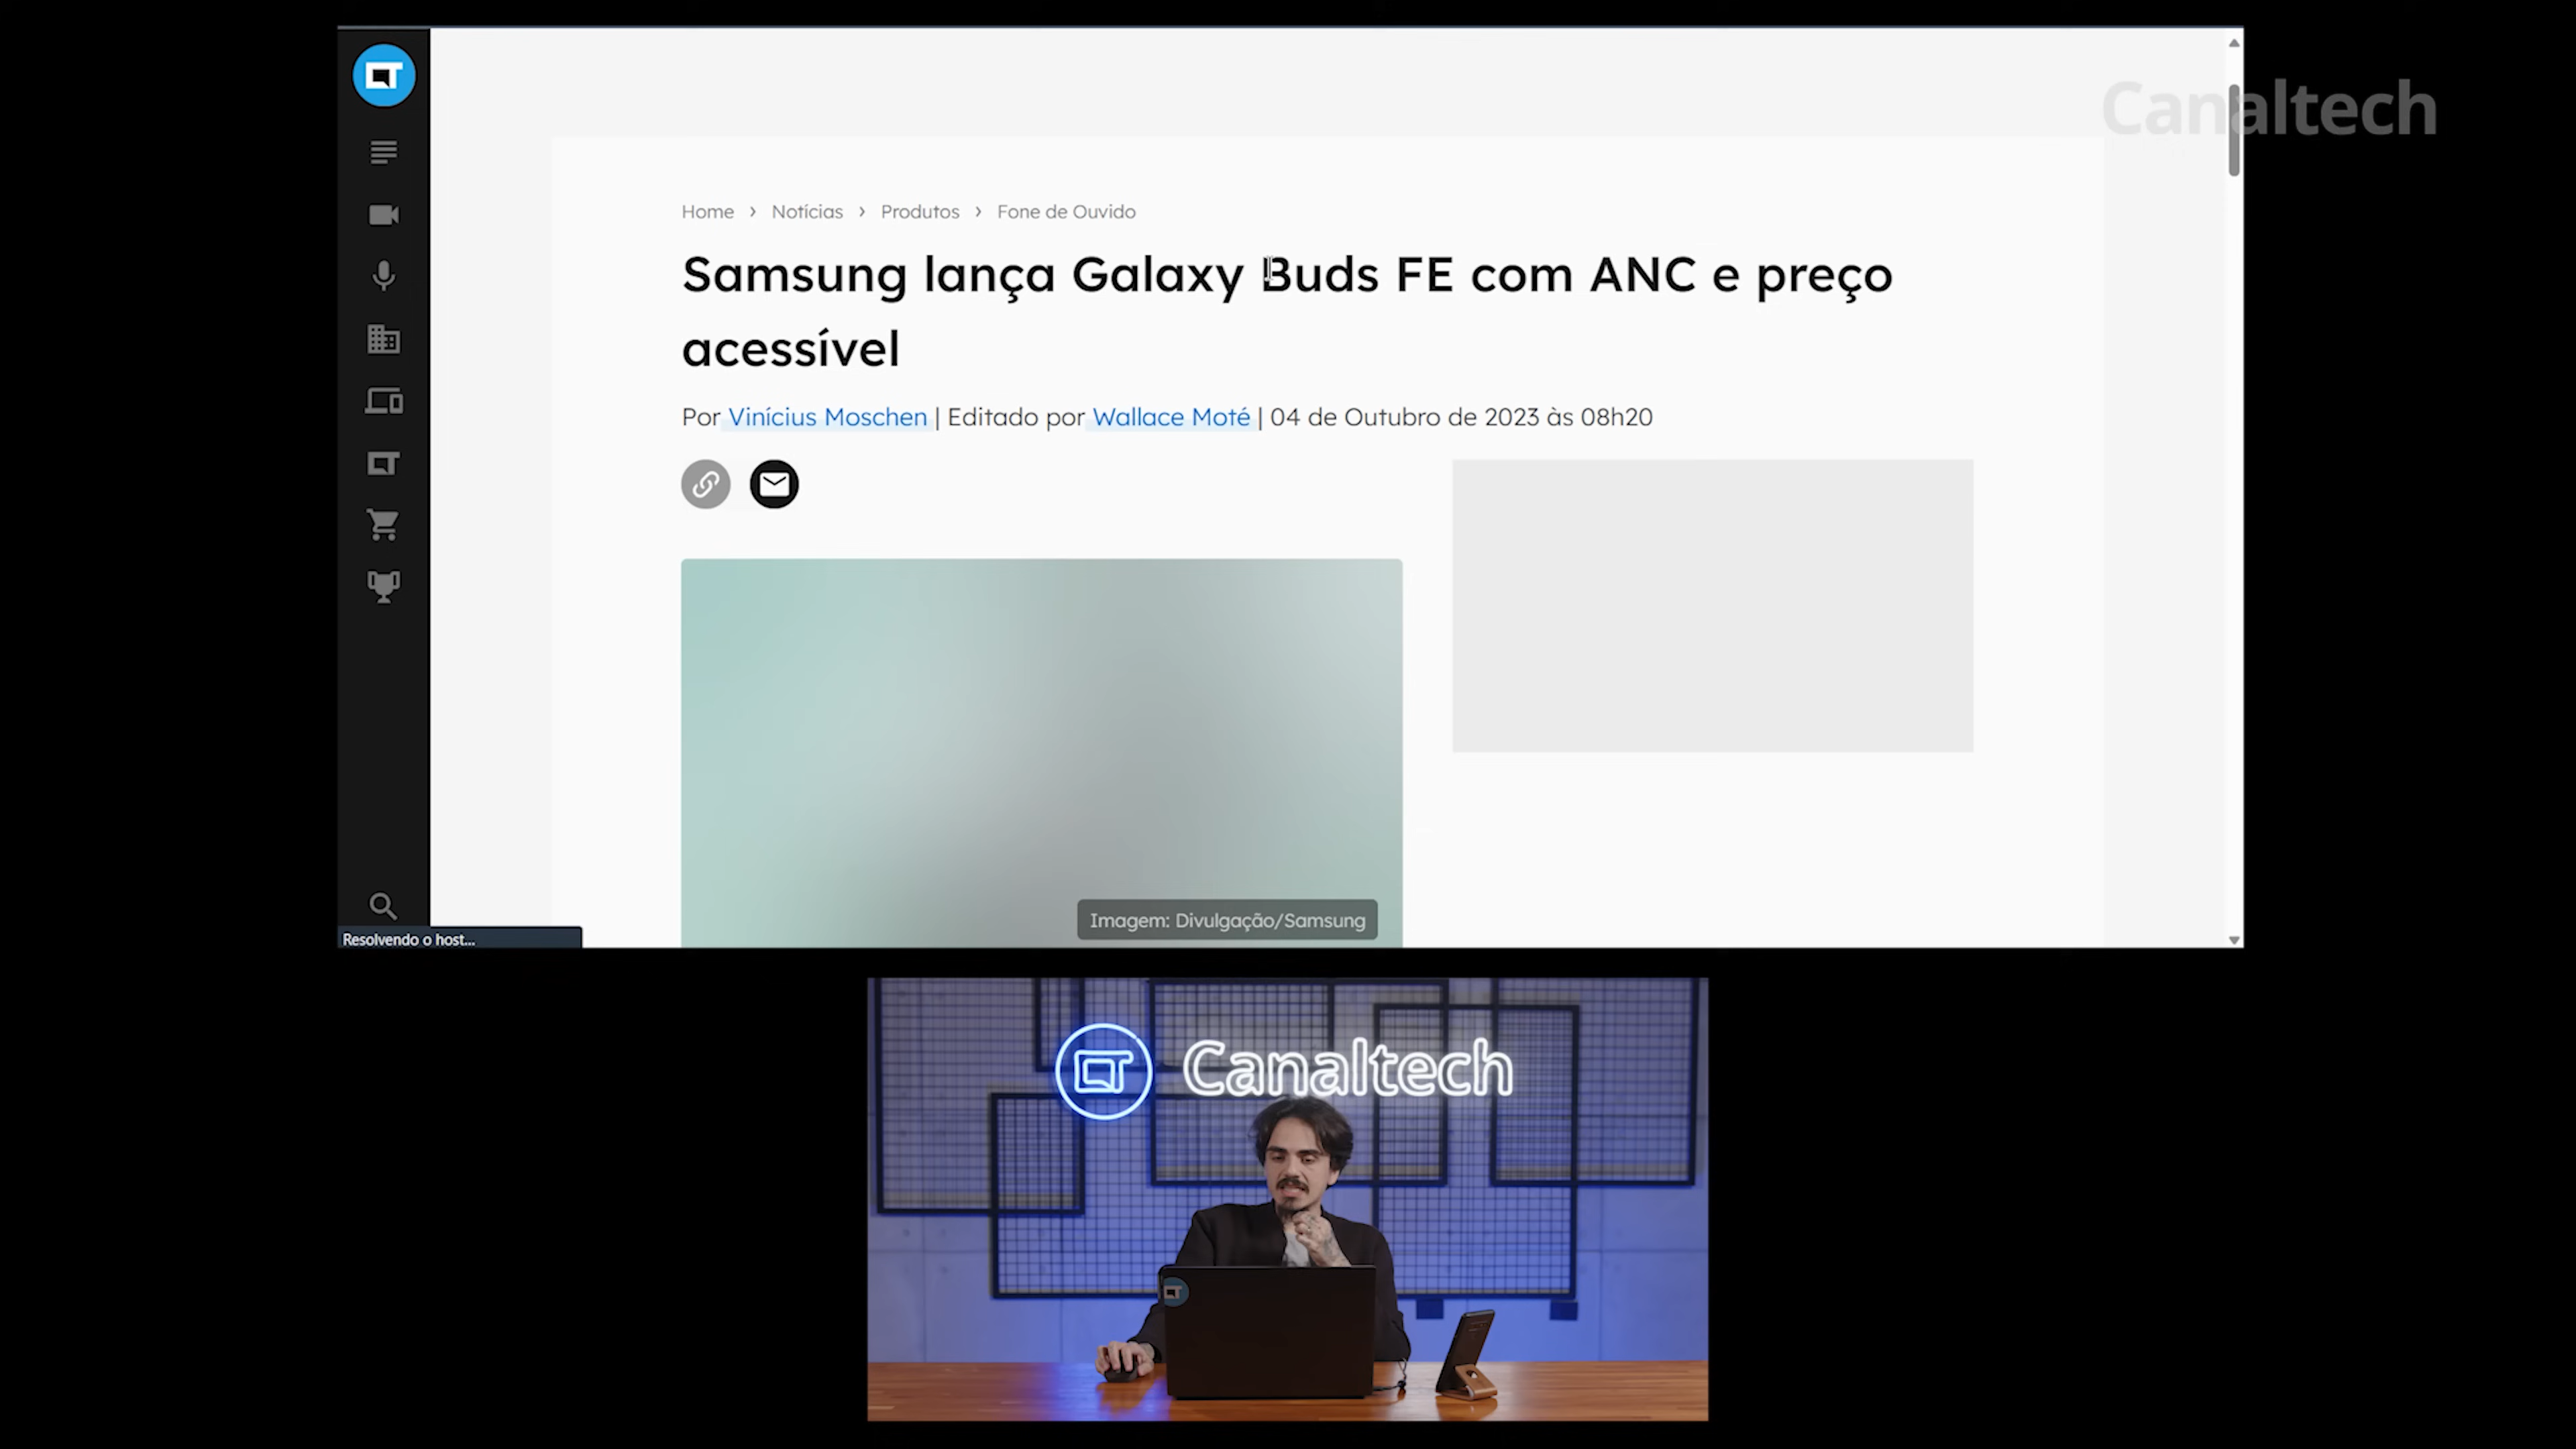 Canaltech
Home > Notícias > Produtos > Fone de Ouvido
Samsung lança Galaxy Buds FE com ANC e preço
acessível
Por Vinícius Moschen | Editado por Wallace Moté | 04 de Outubro de 2023 às 08h20
Imagem: Divulgação/Samsung
Resolvendo o host...
Canaltech